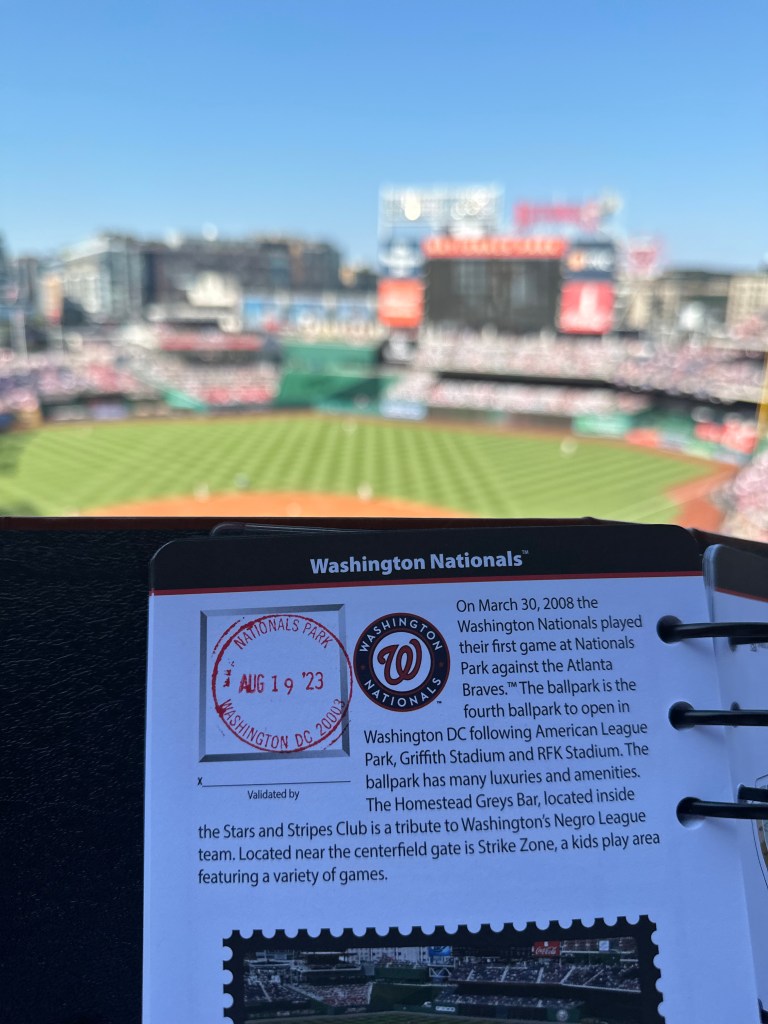 Washington Nationals™
NATIONALS PARK
AUG 19 '23
WASHINGTON DC 20003
WASHINGTON
W
NATIONALS™
On March 30, 2008 the
Washington Nationals played
their first game at Nationals
Park against the Atlanta
Braves.™ The ballpark is the
fourth ballpark to open in
Washington DC following American League
Park, Griffith Stadium and RFK Stadium. The
ballpark has many luxuries and amenities.
The Homestead Greys Bar, located inside
the Stars and Stripes Club is a tribute to Washington's Negro League
team. Located near the centerfield gate is Strike Zone, a kids play area
featuring a variety of games.
x
Validated by
Coca-Cola
GEICO